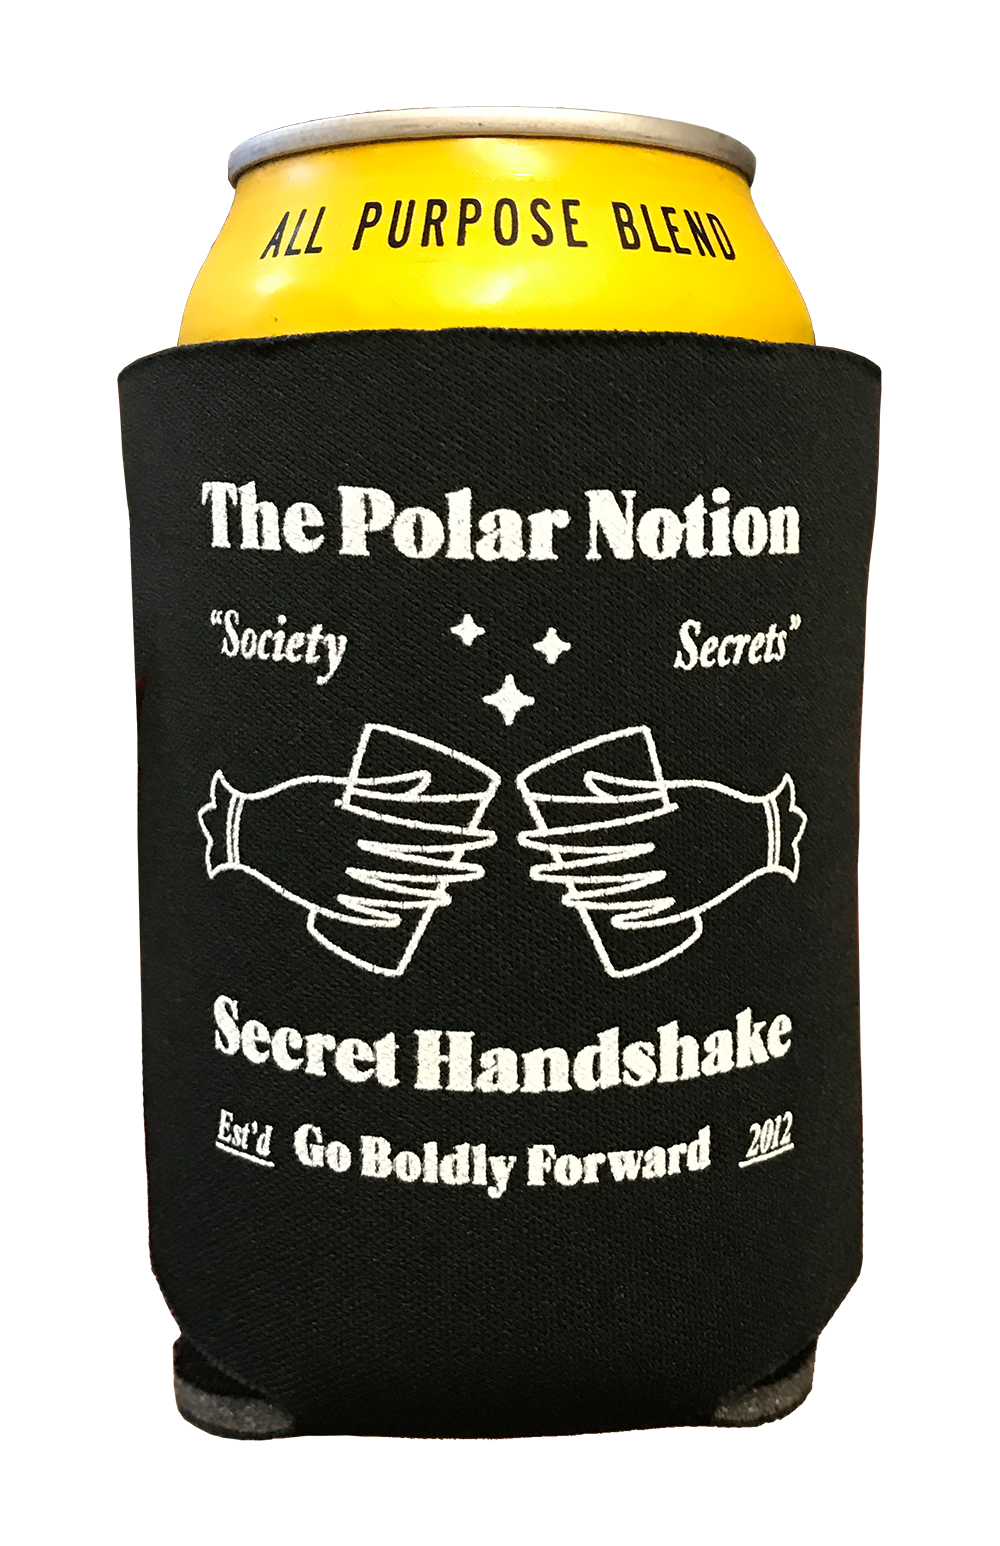 ALL PURPOSE BLEND
The Polar Notion
“Society Secrets”
Secret Handshake
Est'd Go Boldly Forward 2012